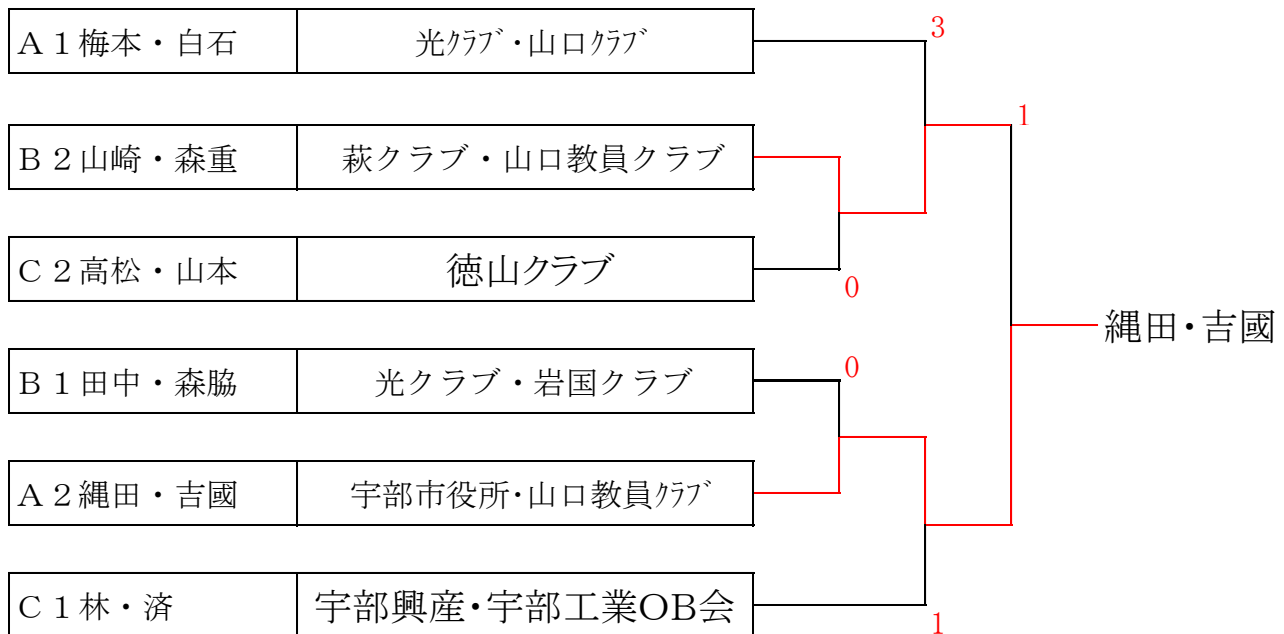 A１梅本・白石 光ｸﾗﾌﾞ・山口ｸﾗﾌﾞ
3
1
B２山崎・森重 萩クラブ・山口教員クラブ
C２高松・山本 徳山クラブ
0
縄田・吉國
B１田中・森脇 光クラブ・岩国クラブ
0
A２縄田・吉國 宇部市役所・山口教員ｸﾗﾌﾞ
C１林・済 宇部興産・宇部工業OB会
1